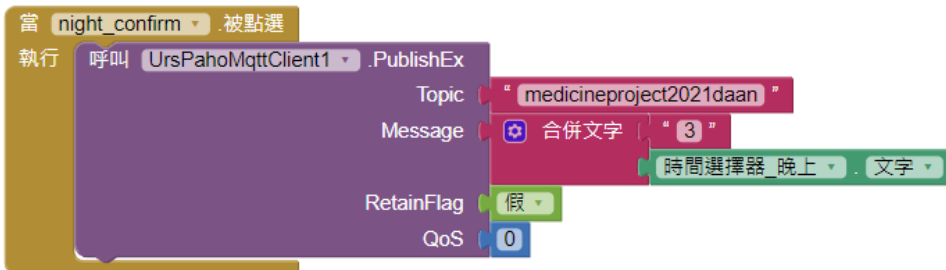 當 night_confirm .被點選
執行 呼叫 UrsPahoMqttClient1 .PublishEx
Topic “ medicineproject2021daan ”
Message 合併文字 “ 3 ”
時間選擇器_晚上 . 文字
RetainFlag 假
QoS 0